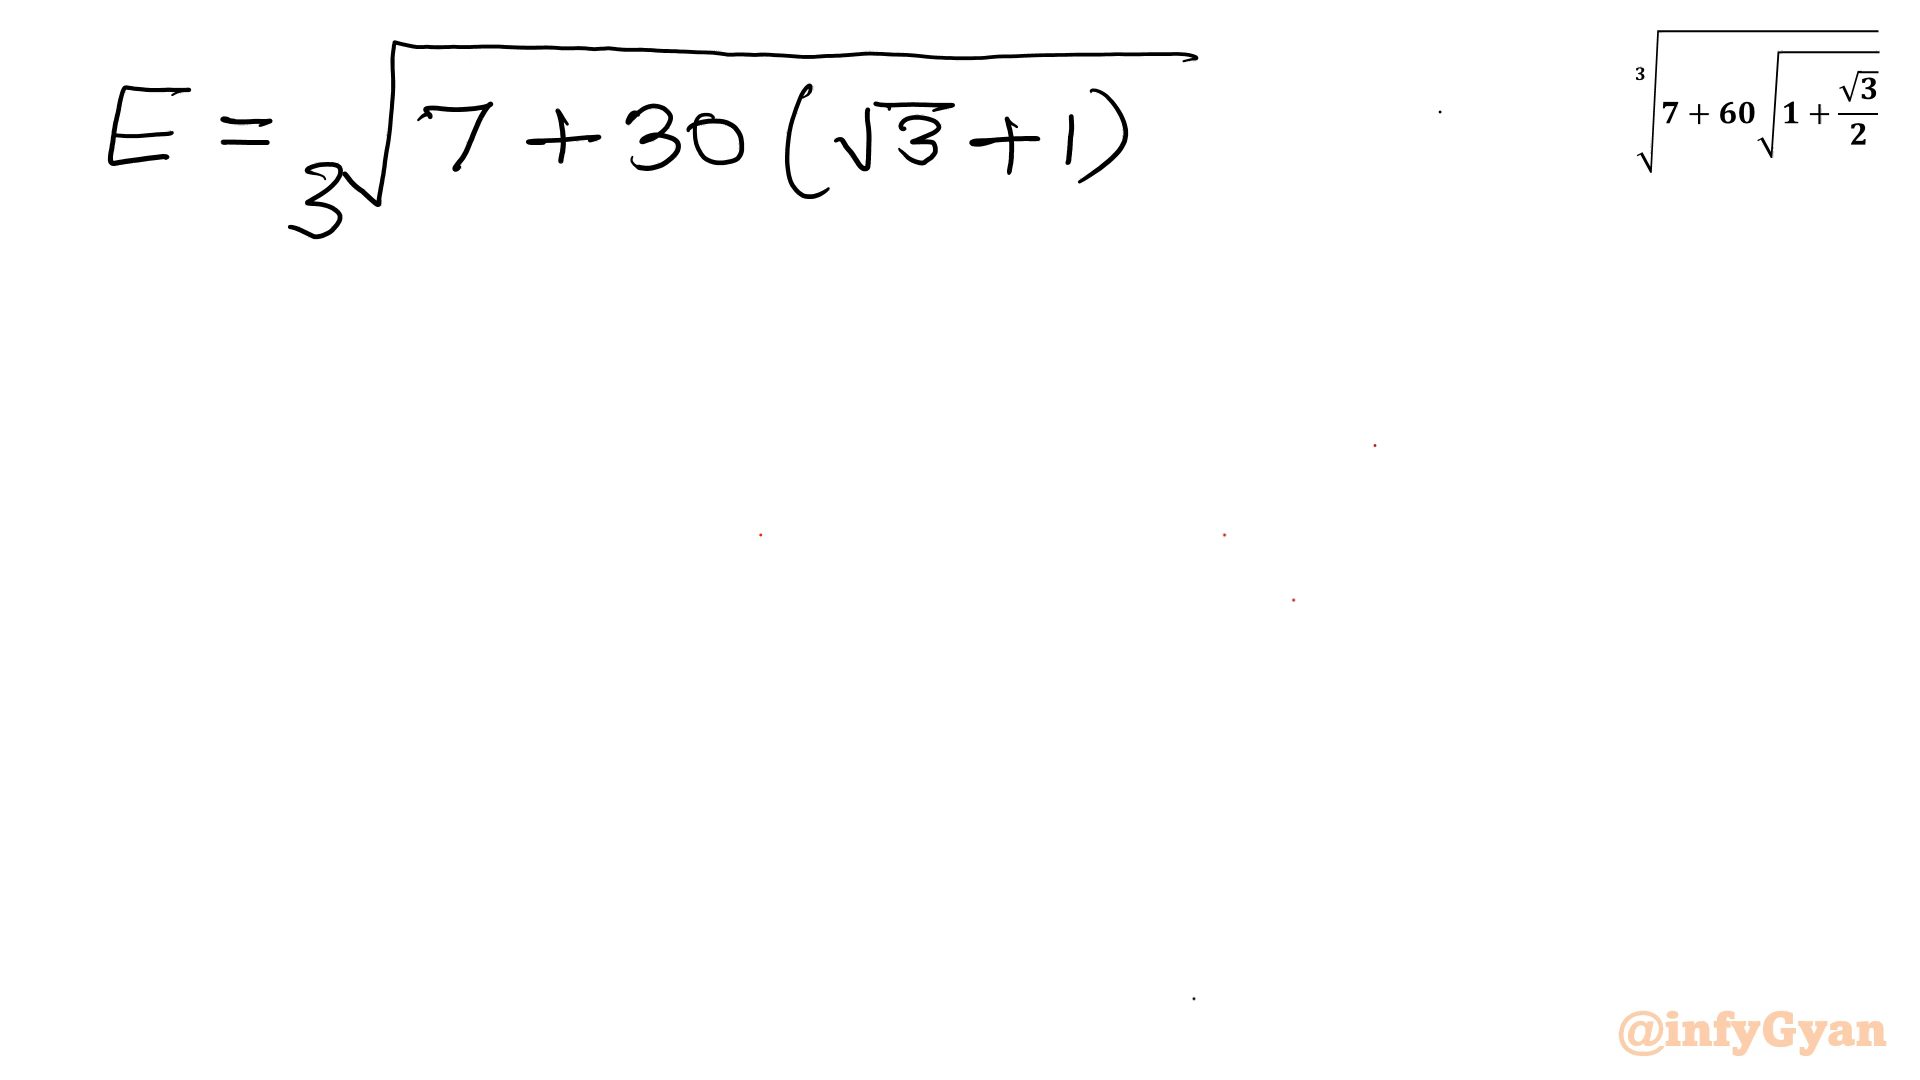 E = ∛(7 + 30(√3 + 1))
∛(7 + 60√(1 + √3/2))
@infyGyan